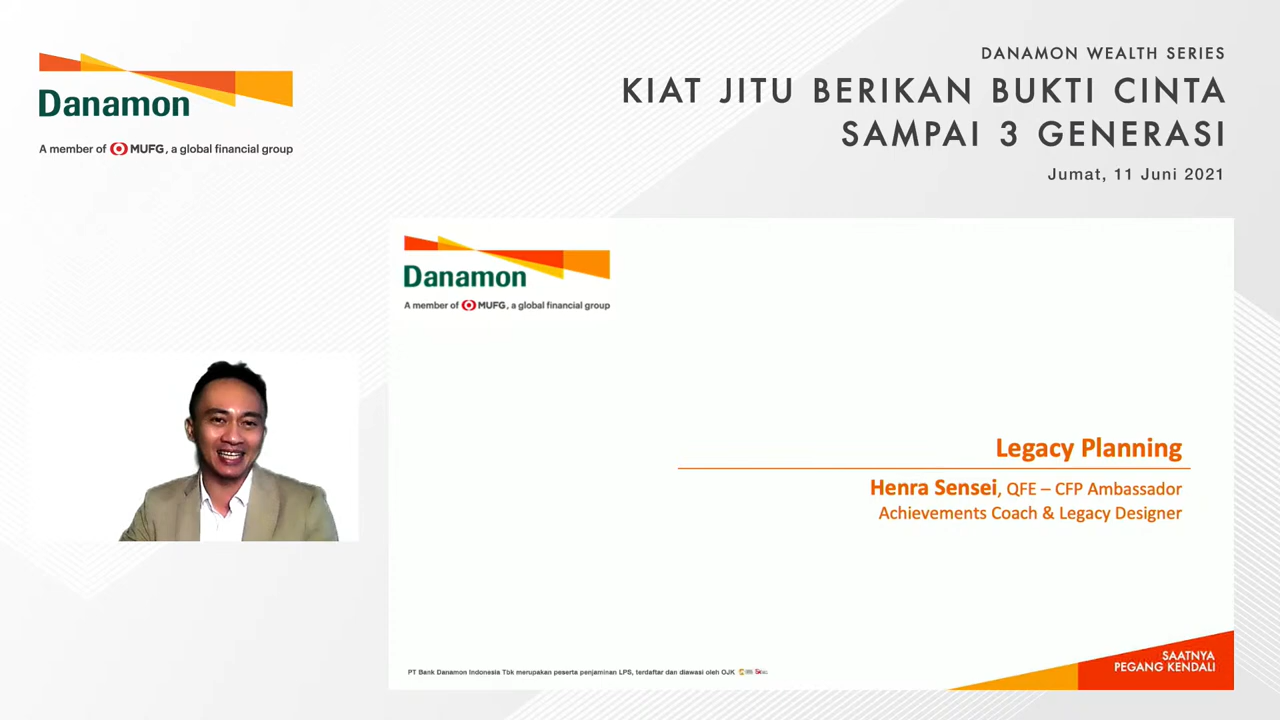 Danamon
A member of MUFG, a global financial group
DANAMON WEALTH SERIES
KIAT JITU BERIKAN BUKTI CINTA
SAMPAI 3 GENERASI
Jumat, 11 Juni 2021
Danamon
A member of MUFG, a global financial group
Legacy Planning
Henra Sensei, QFE – CFP Ambassador
Achievements Coach & Legacy Designer
PT Bank Danamon Indonesia Tbk merupakan peserta penjaminan LPS, terdaftar dan diawasi oleh OJK
SAATNYA
PEGANG KENDALI